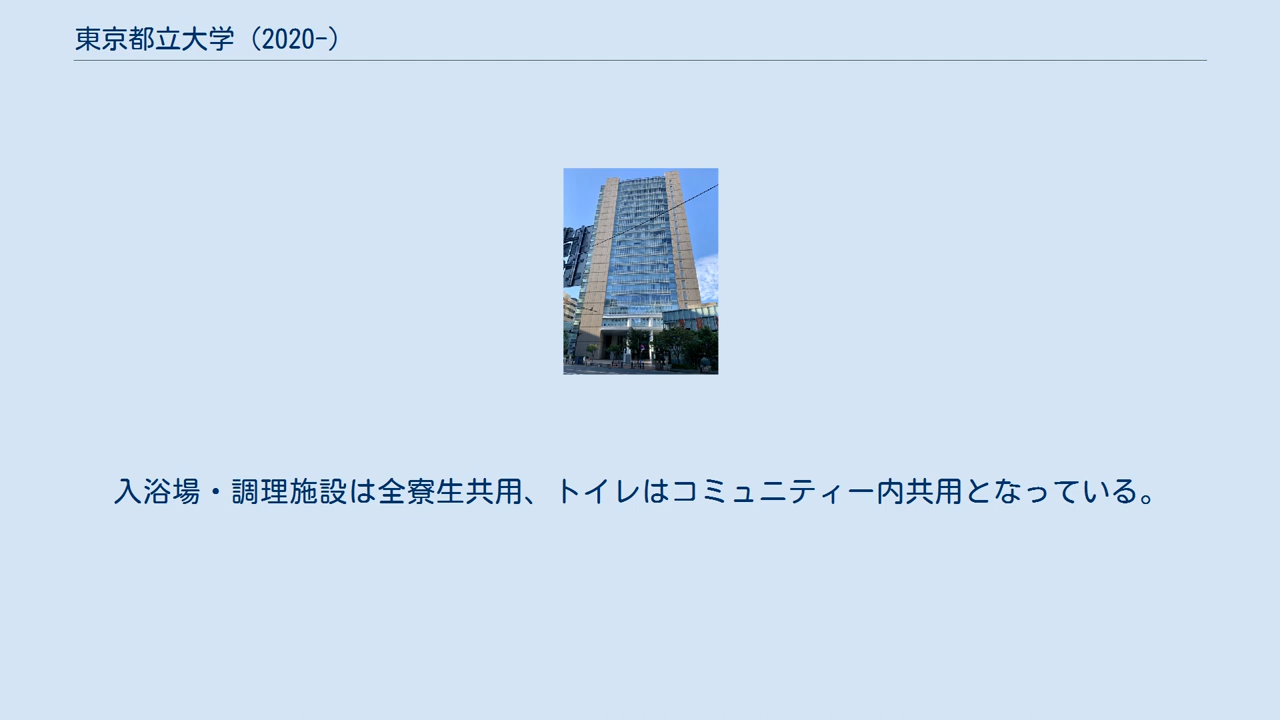 東京都立大学（2020-）
入浴場・調理施設は全寮生共用、トイレはコミュニティー内共用となっている。